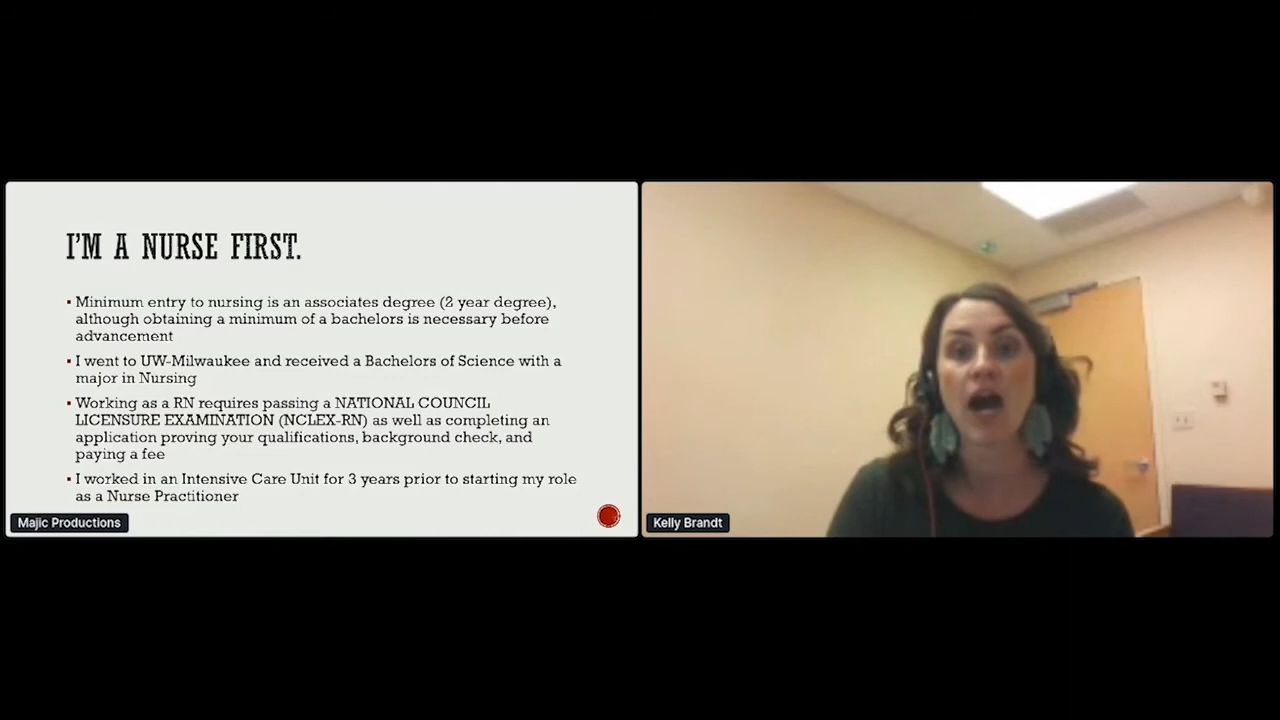 I'M A NURSE FIRST.
▪ Minimum entry to nursing is an associates degree (2 year degree),
although obtaining a minimum of a bachelors is necessary before
advancement
▪ I went to UW-Milwaukee and received a Bachelors of Science with a
major in Nursing
▪ Working as a RN requires passing a NATIONAL COUNCIL
LICENSURE EXAMINATION (NCLEX-RN) as well as completing an
application proving your qualifications, background check, and
paying a fee
▪ I worked in an Intensive Care Unit for 3 years prior to starting my role
as a Nurse Practitioner
Majic Productions
Kelly Brandt